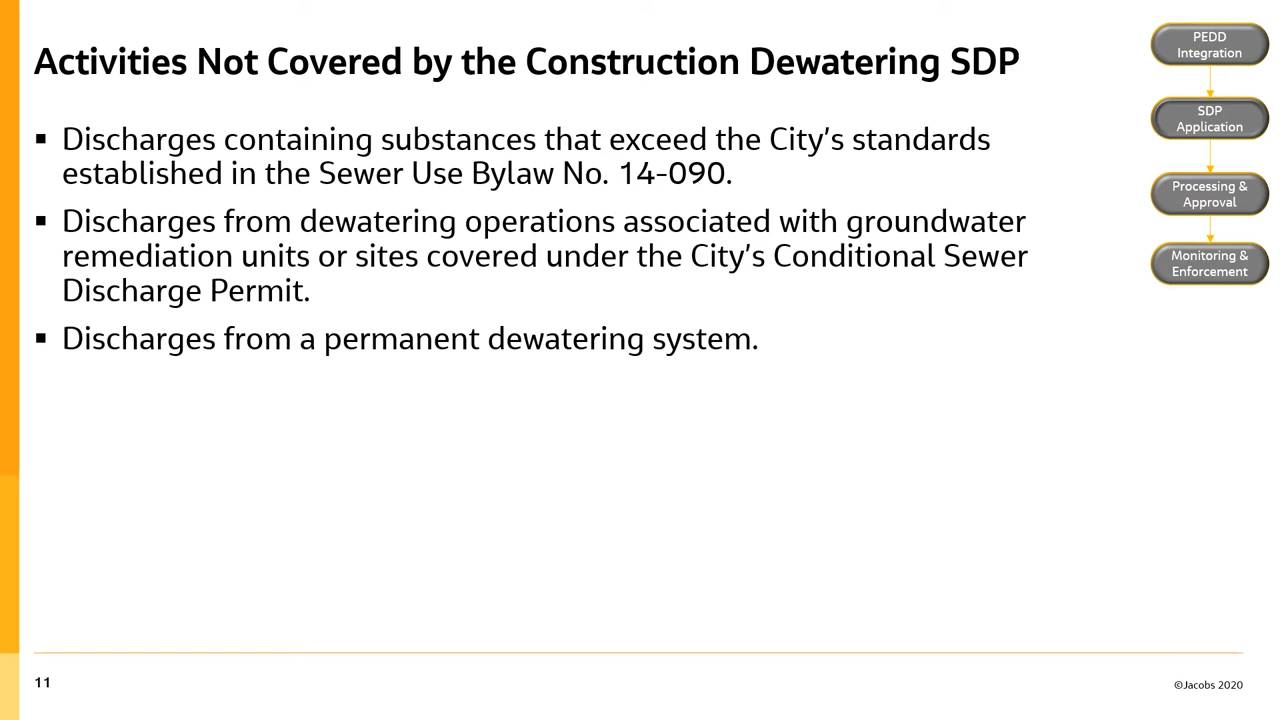 Activities Not Covered by the Construction Dewatering SDP
▪ Discharges containing substances that exceed the City’s standards
established in the Sewer Use Bylaw No. 14-090.
▪ Discharges from dewatering operations associated with groundwater
remediation units or sites covered under the City’s Conditional Sewer
Discharge Permit.
▪ Discharges from a permanent dewatering system.
PEDD
Integration
SDP
Application
Processing &
Approval
Monitoring &
Enforcement
11
©Jacobs 2020